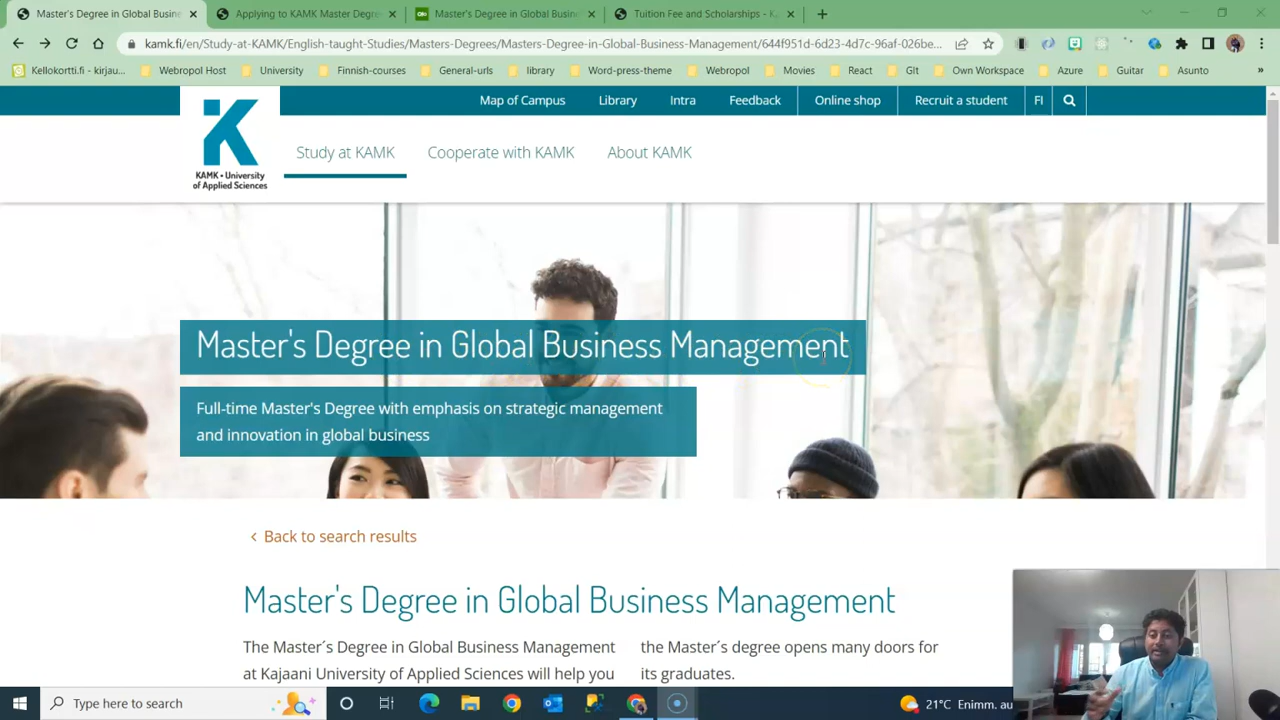 Master's Degree in Global Busine
Applying to KAMK Master Degre
Master's Degree in Global Busin
Tuition Fee and Scholarships - K
kamk.fi/en/Study-at-KAMK/English-taught-studies/Masters-Degrees/Masters-Degree-in-Global-Business-Management/644f951d-6d23-4d7c-96af-026be...
Kellokortti.fi - kirjau...
Webropol Host
University
Finnish-courses
General-urls
library
Word-press-theme
Webropol
Movies
React
GIt
Own Workspace
Azure
Guitar
Asunto
»
Map of Campus
Library
Intra
Feedback
Online shop
Recruit a student
FI
K
KAMK • University
of Applied Sciences
Study at KAMK
Cooperate with KAMK
About KAMK
Master's Degree in Global Business Management
Full-time Master's Degree with emphasis on strategic management
and innovation in global business
< Back to search results
Master's Degree in Global Business Management
The Master´s Degree in Global Business Management
at Kajaani University of Applied Sciences will help you
the Master´s degree opens many doors for
its graduates.
Type here to search
21°C Enimm. au